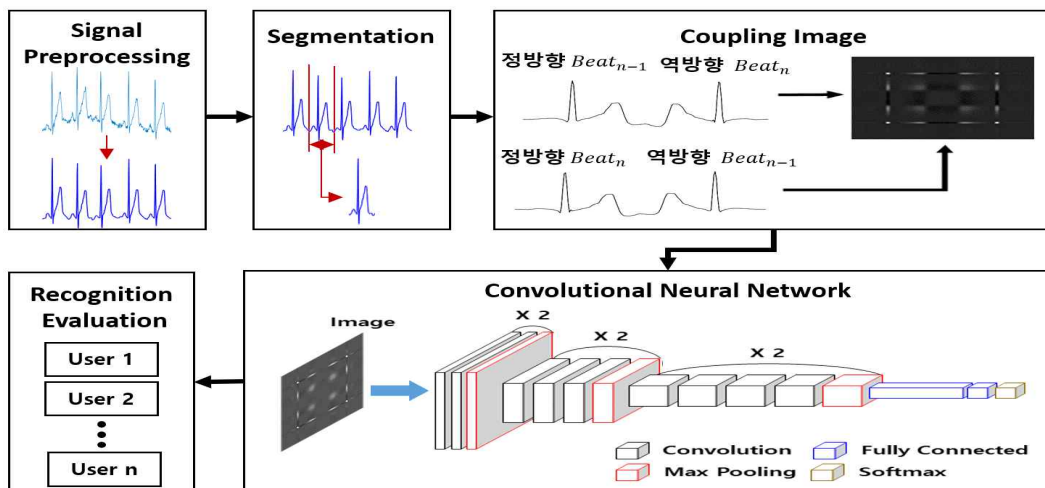 Signal
Preprocessing
Segmentation
Coupling Image
정방향 Beat_{n-1} 역방향 Beat_n
정방향 Beat_n 역방향 Beat_{n-1}
Recognition
Evaluation
User 1
User 2
User n
Convolutional Neural Network
Image
X 2
X 2
X 2
Convolution
Fully Connected
Max Pooling
Softmax